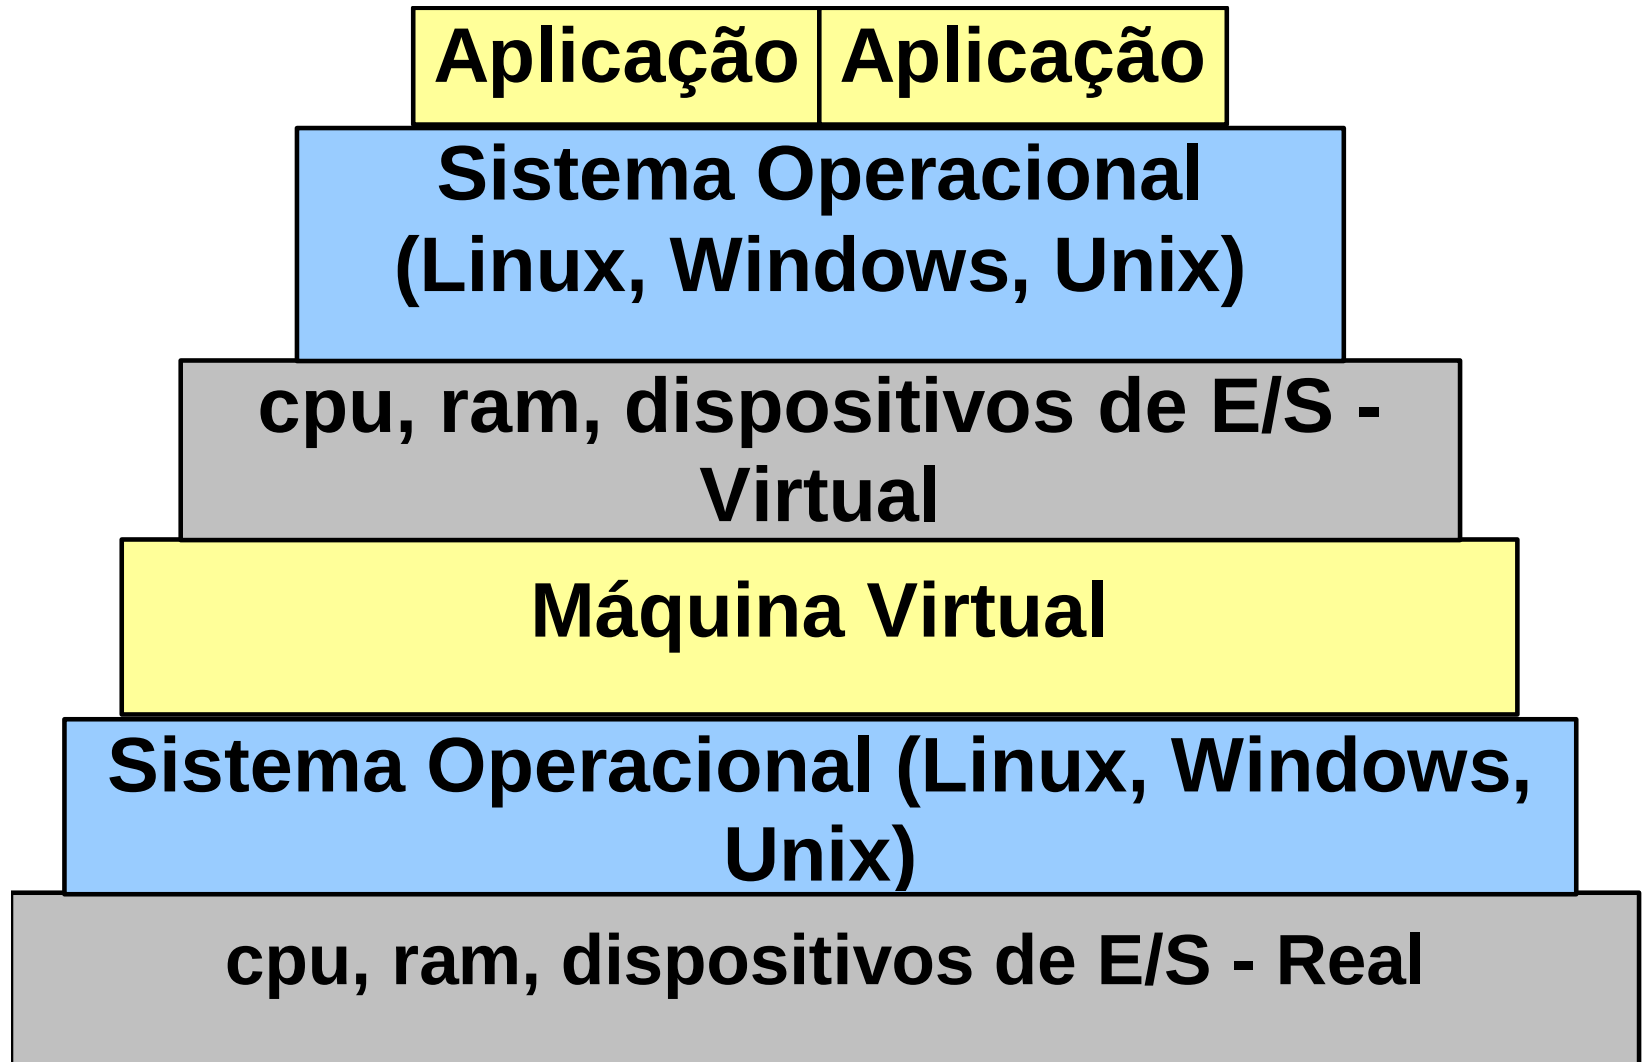 Aplicação Aplicação
Sistema Operacional
(Linux, Windows, Unix)
cpu, ram, dispositivos de E/S -
Virtual
Máquina Virtual
Sistema Operacional (Linux, Windows,
Unix)
cpu, ram, dispositivos de E/S - Real